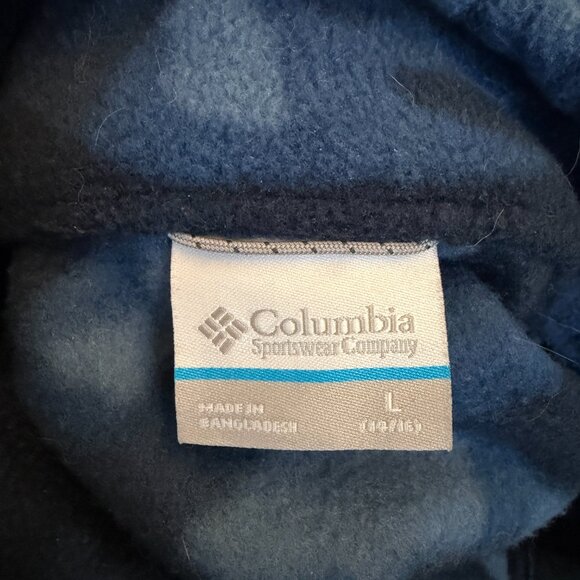 Columbia
Sportswear Company
MADE IN
BANGLADESH
L
(14/16)